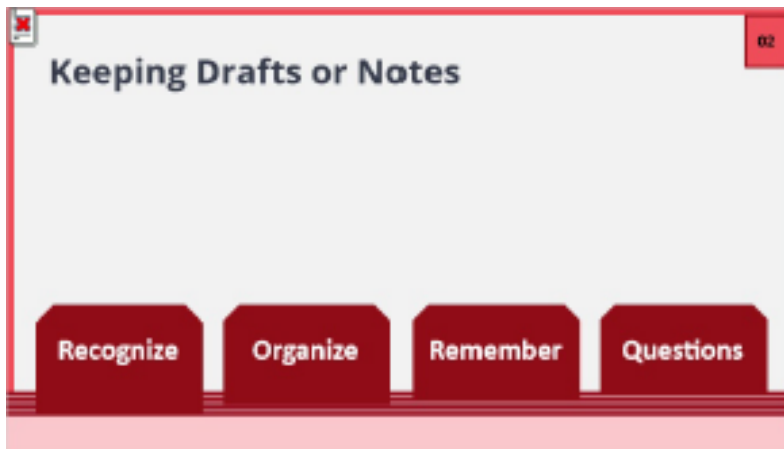 Keeping Drafts or Notes
02
Recognize
Organize
Remember
Questions